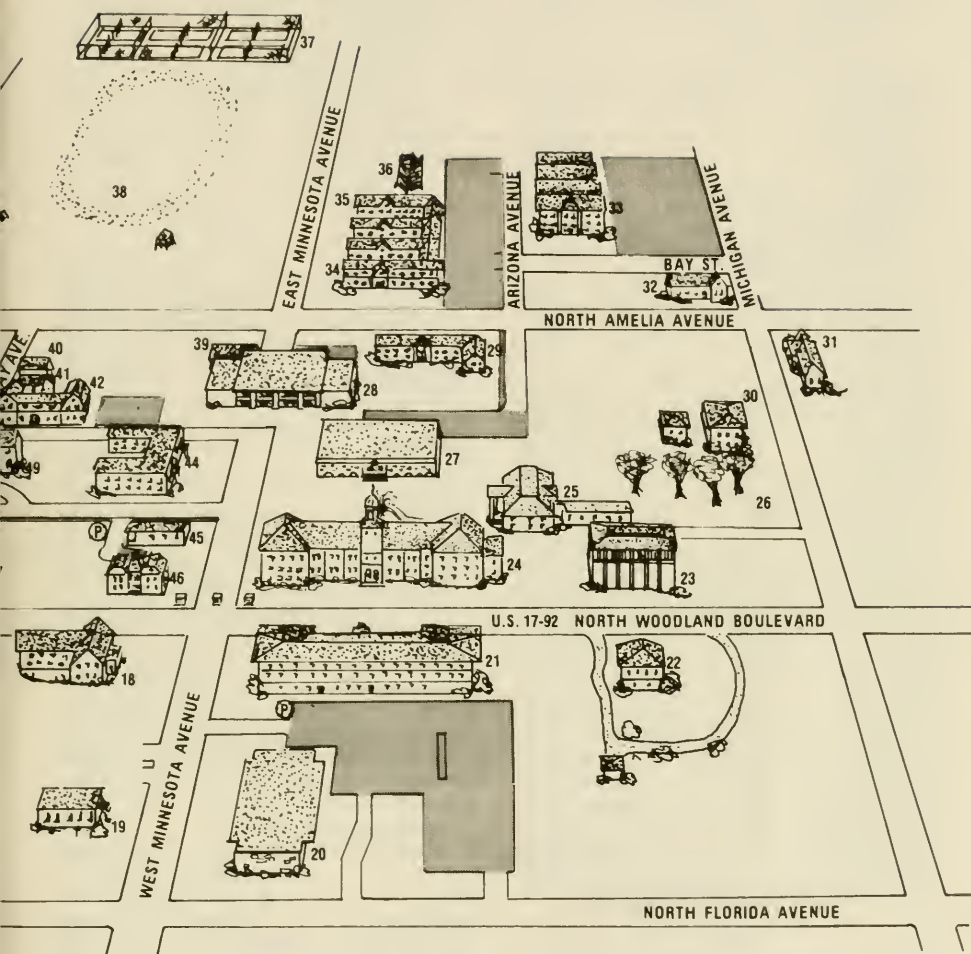 37
38
EAST MINNESOTA AVENUE
36
35
34
ARIZONA AVENUE
33
MICHIGAN AVENUE
BAY ST.
32
NORTH AMELIA AVENUE
31
AVE.
40
41
42
39
28
29
30
49
44
27
26
25
P
45
46
24
23
U.S. 17-92 NORTH WOODLAND BOULEVARD
18
21
22
P
WEST MINNESOTA AVENUE
19
20
NORTH FLORIDA AVENUE